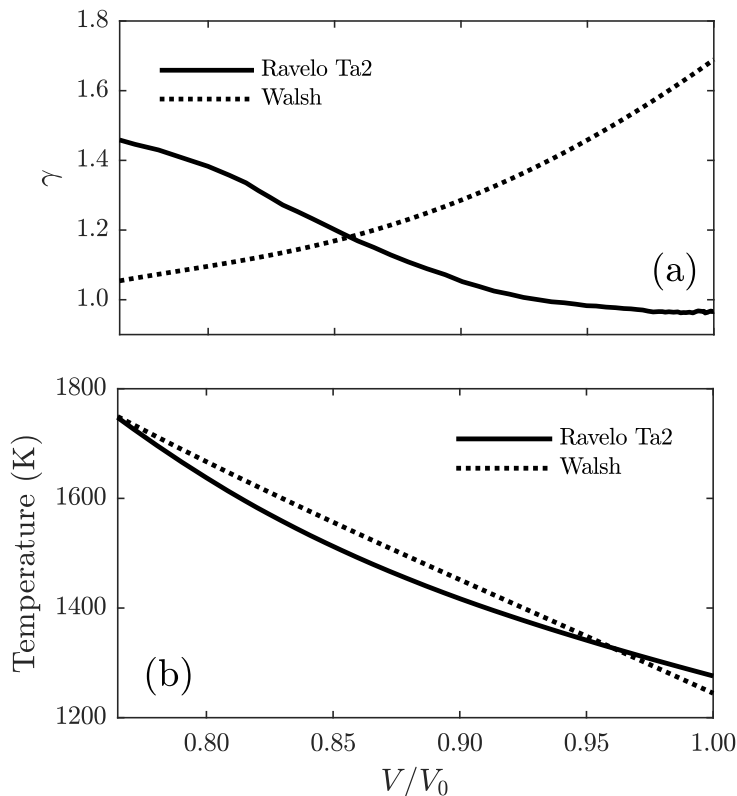 1.8
1.6
1.4
1.2
1.0
γ
Ravelo Ta2
Walsh
(a)
1800
1600
1400
1200
Temperature (K)
Ravelo Ta2
Walsh
(b)
0.80 0.85 0.90 0.95 1.00
V/V₀